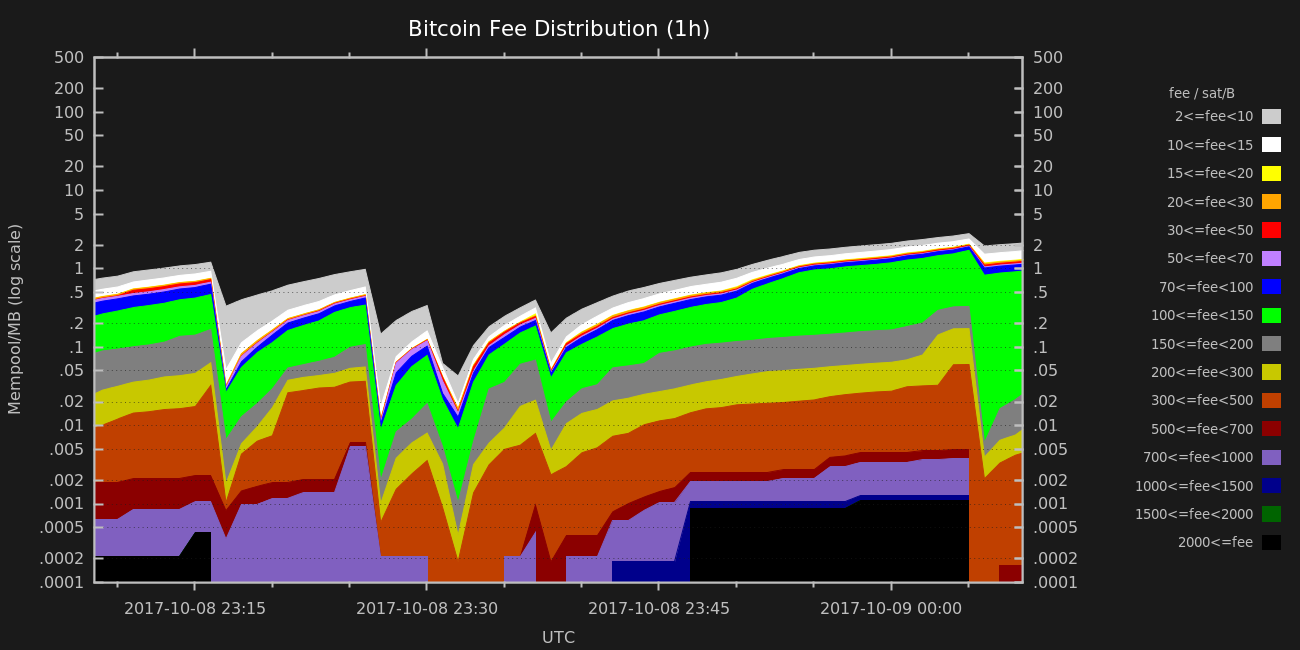 Bitcoin Fee Distribution (1h)
500
200
100
50
20
10
5
2
1
.5
.2
.1
.05
.02
.01
.005
.002
.001
.0005
.0002
.0001
Mempool/MB (log scale)
500
200
100
50
20
10
5
2
1
.5
.2
.1
.05
.02
.01
.005
.002
.001
.0005
.0002
.0001
2017-10-08 23:15
2017-10-08 23:30
2017-10-08 23:45
2017-10-09 00:00
UTC
fee / sat/B
2<=fee<10
10<=fee<15
15<=fee<20
20<=fee<30
30<=fee<50
50<=fee<70
70<=fee<100
100<=fee<150
150<=fee<200
200<=fee<300
300<=fee<500
500<=fee<700
700<=fee<1000
1000<=fee<1500
1500<=fee<2000
2000<=fee